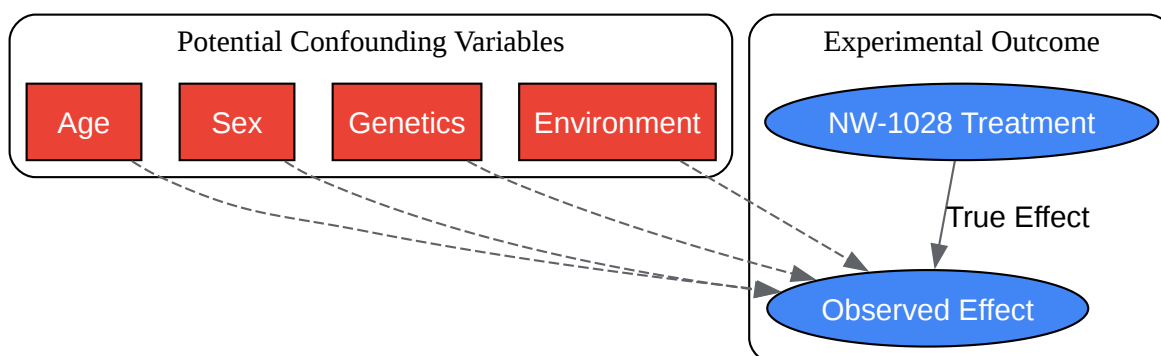 Potential Confounding Variables
Age
Sex
Genetics
Environment
Experimental Outcome
NW-1028 Treatment
True Effect
Observed Effect